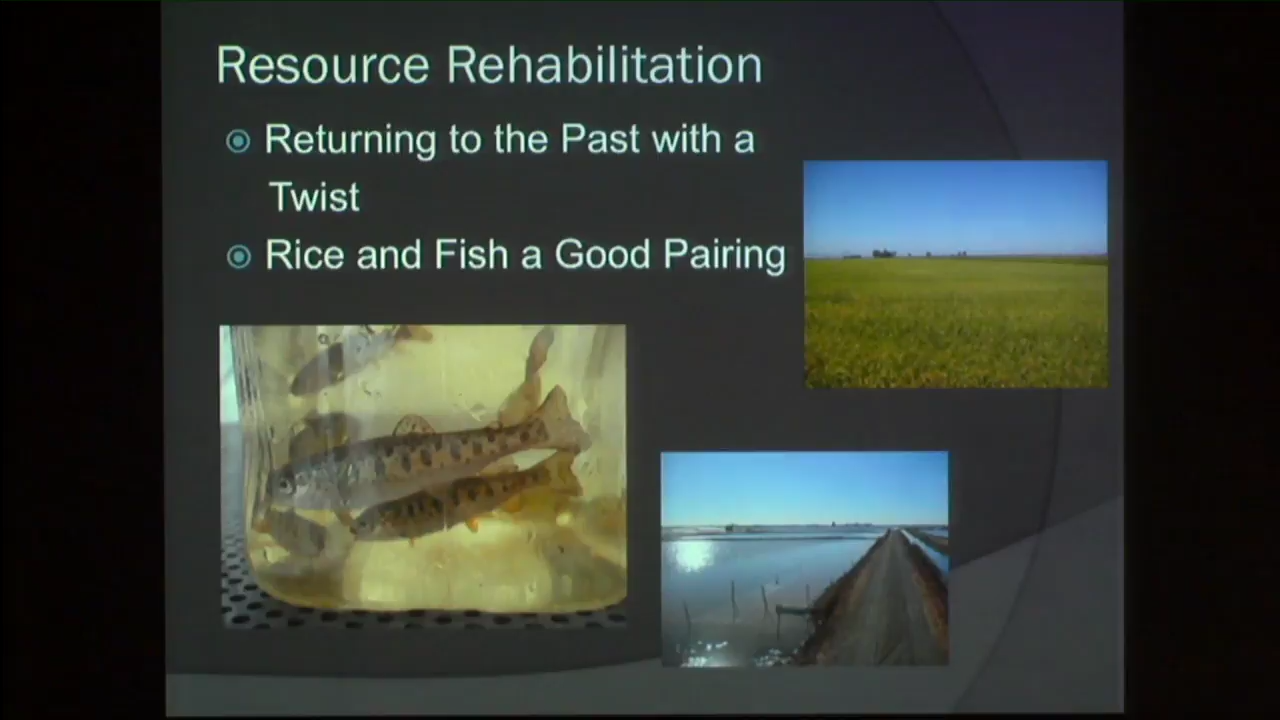 Resource Rehabilitation
Returning to the Past with a
Twist
Rice and Fish a Good Pairing